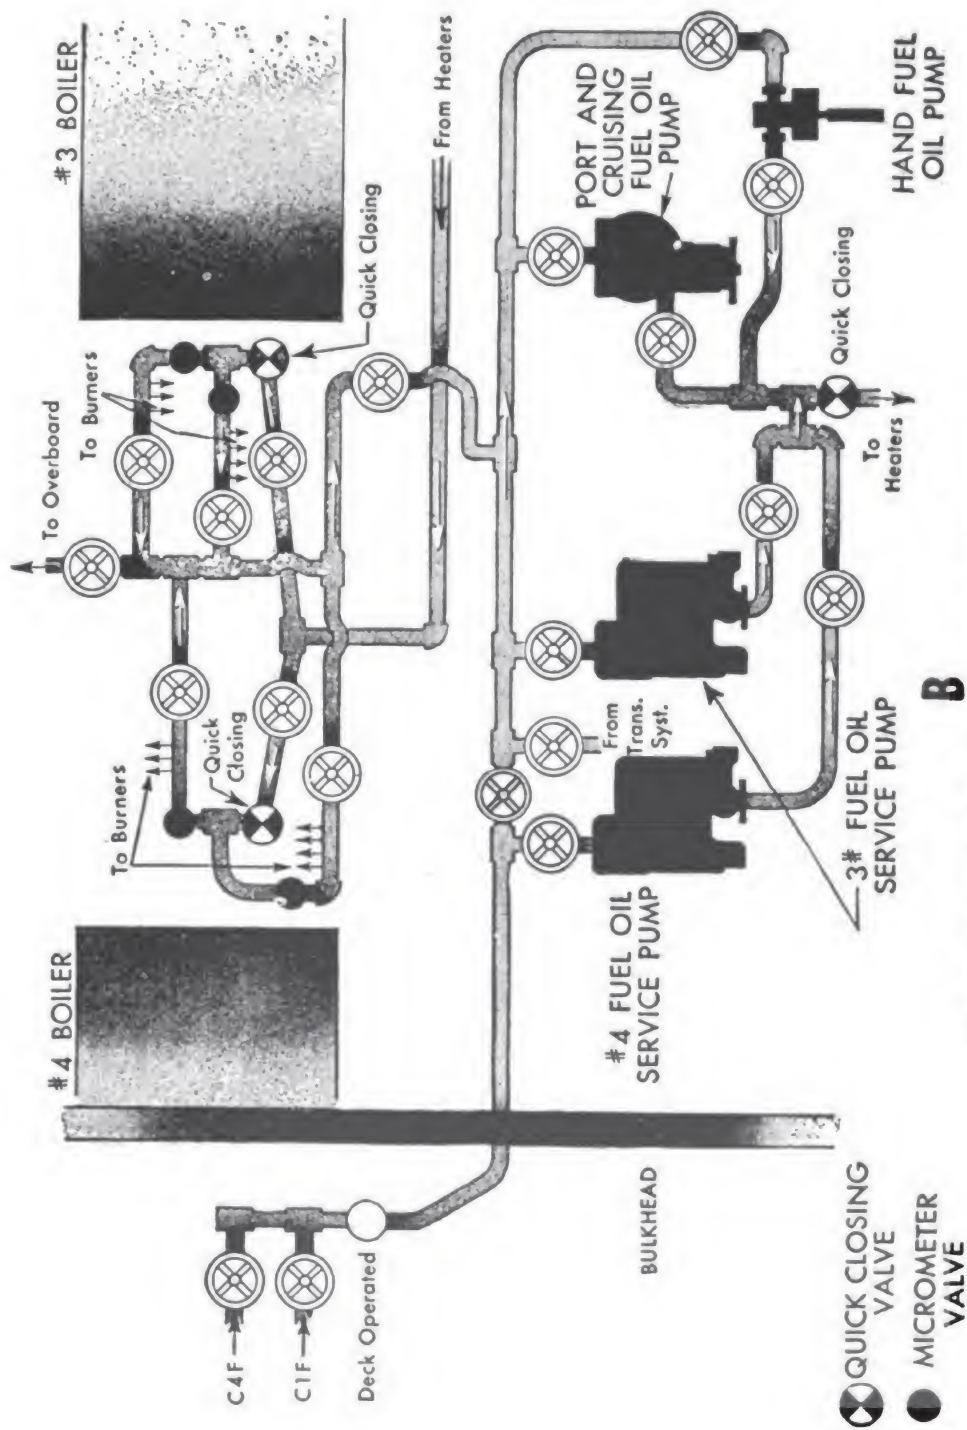 #4 BOILER
#3 BOILER
To Overboard
To Burners
To Burners
Quick
Closing
Quick Closing
From Heaters
C4F
C1F
Deck Operated
BULKHEAD
#4 FUEL OIL
SERVICE PUMP
From
Trans.
Syst.
3# FUEL OIL
SERVICE PUMP
PORT AND
CRUISING
FUEL OIL
PUMP
To
Heaters
Quick Closing
HAND FUEL
OIL PUMP
QUICK CLOSING
VALVE
MICROMETER
VALVE
B